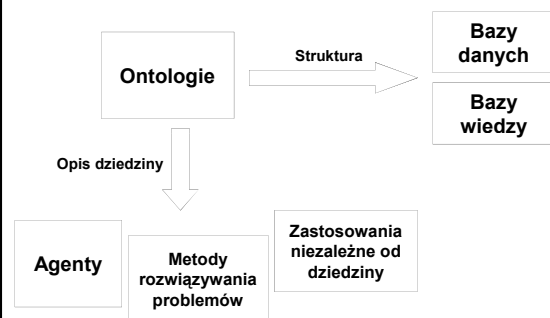 Bazy
danych
Struktura
Ontologie
Bazy
wiedzy
Opis dziedziny
Agenty
Metody
rozwiązywania
problemów
Zastosowania
niezależne od
dziedziny